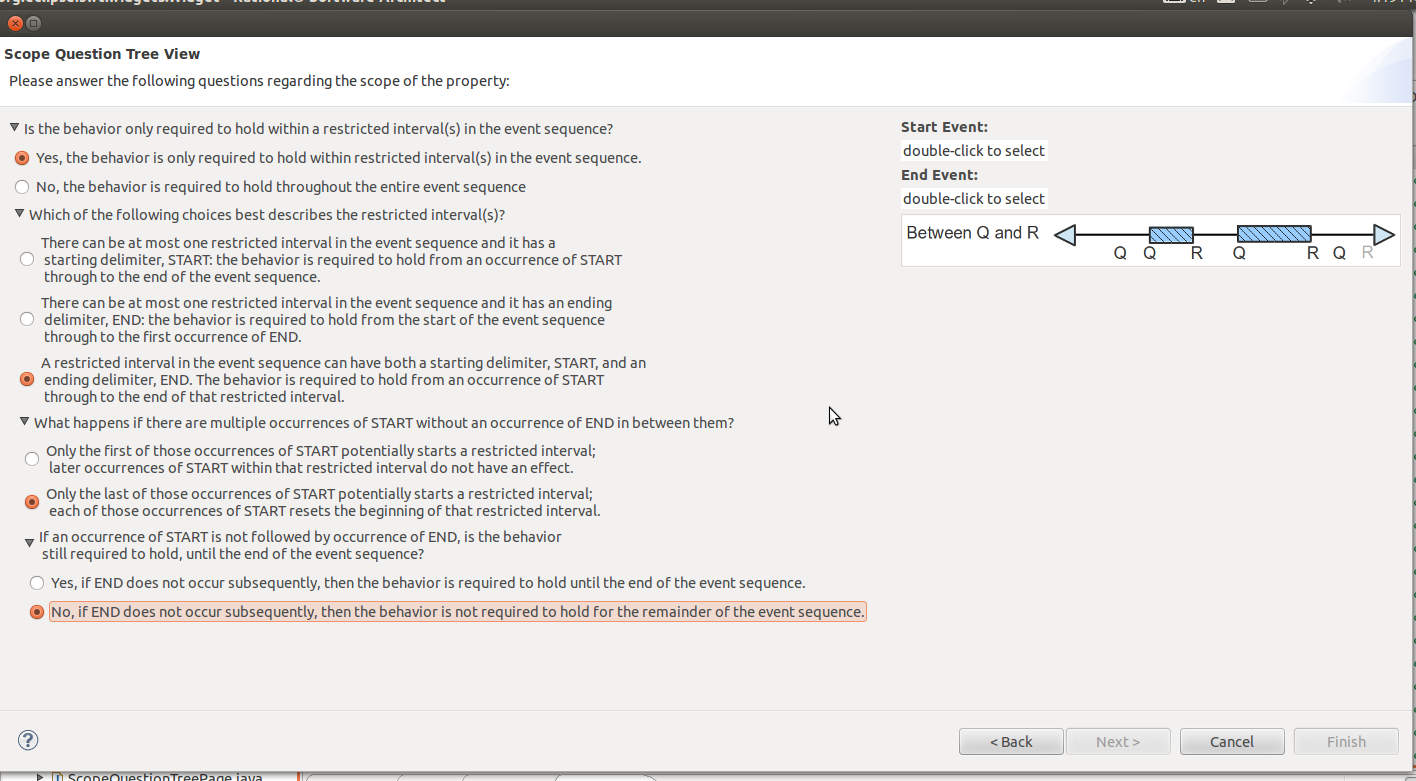 Scope Question Tree View
Please answer the following questions regarding the scope of the property:
Is the behavior only required to hold within a restricted interval(s) in the event sequence?
Yes, the behavior is only required to hold within restricted interval(s) in the event sequence.
No, the behavior is required to hold throughout the entire event sequence
Which of the following choices best describes the restricted interval(s)?
There can be at most one restricted interval in the event sequence and it has a
starting delimiter, START: the behavior is required to hold from an occurrence of START
through to the end of the event sequence.
There can be at most one restricted interval in the event sequence and it has an ending
delimiter, END: the behavior is required to hold from the start of the event sequence
through to the first occurrence of END.
A restricted interval in the event sequence can have both a starting delimiter, START, and an
ending delimiter, END. The behavior is required to hold from an occurrence of START
through to the end of that restricted interval.
What happens if there are multiple occurrences of START without an occurrence of END in between them?
Only the first of those occurrences of START potentially starts a restricted interval;
later occurrences of START within that restricted interval do not have an effect.
Only the last of those occurrences of START potentially starts a restricted interval;
each of those occurrences of START resets the beginning of that restricted interval.
If an occurrence of START is not followed by occurrence of END, is the behavior
still required to hold, until the end of the event sequence?
Yes, if END does not occur subsequently, then the behavior is required to hold until the end of the event sequence.
No, if END does not occur subsequently, then the behavior is not required to hold for the remainder of the event sequence.
Start Event:
double-click to select
End Event:
double-click to select
Between Q and R
Q Q R Q R Q R
?
< Back
Next >
Cancel
Finish
ScopeQuestionTreePage.java